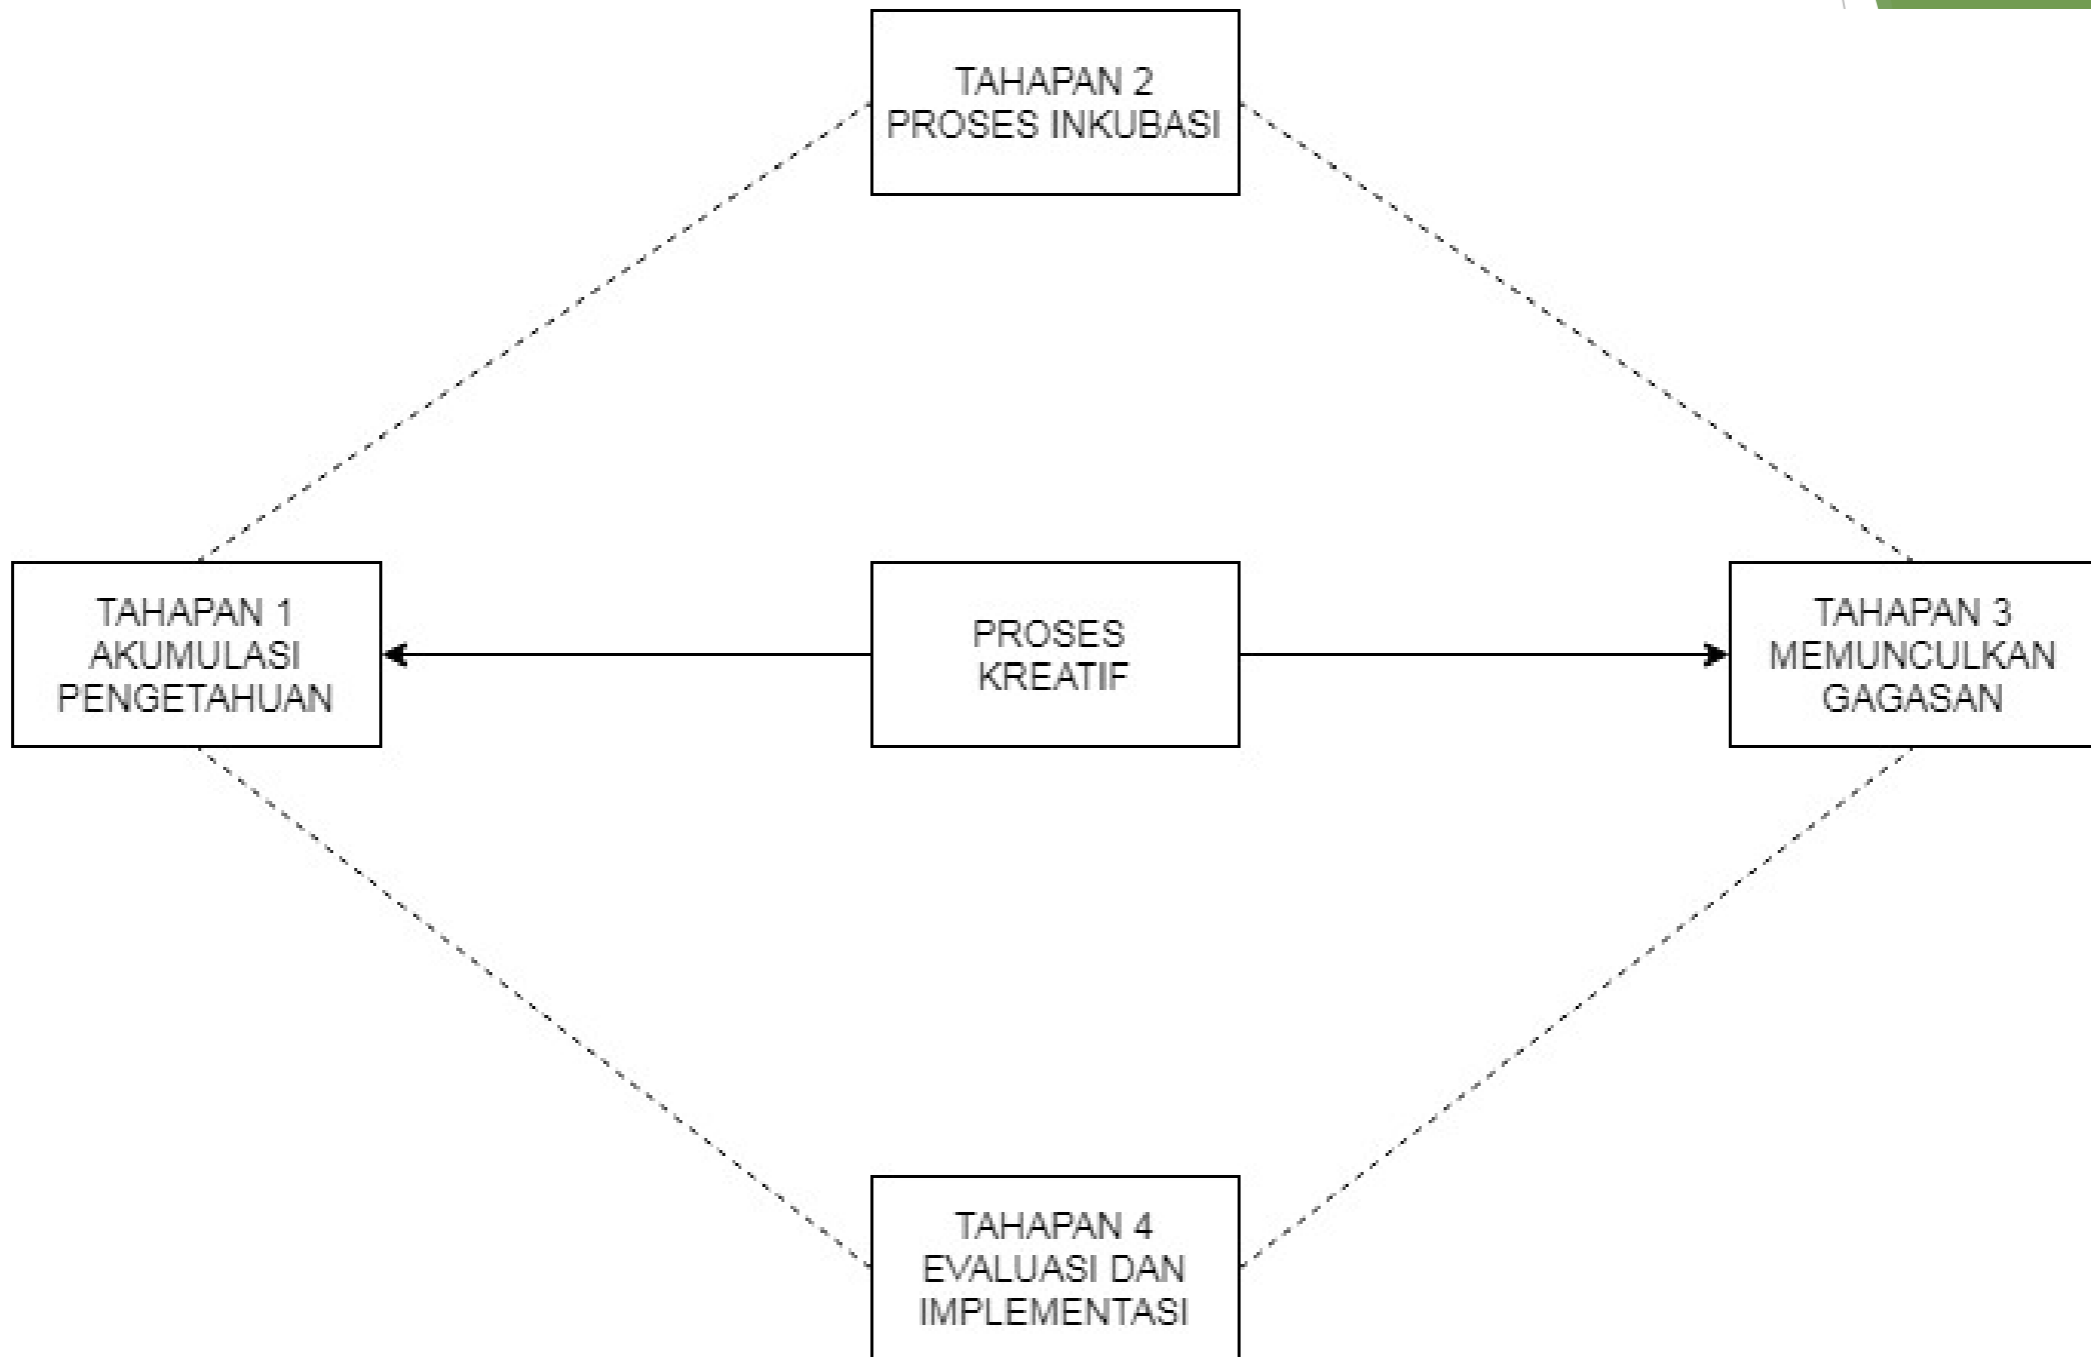 TAHAPAN 2
PROSES INKUBASI
TAHAPAN 1
AKUMULASI
PENGETAHUAN
PROSES
KREATIF
TAHAPAN 3
MEMUNCULKAN
GAGASAN
TAHAPAN 4
EVALUASI DAN
IMPLEMENTASI